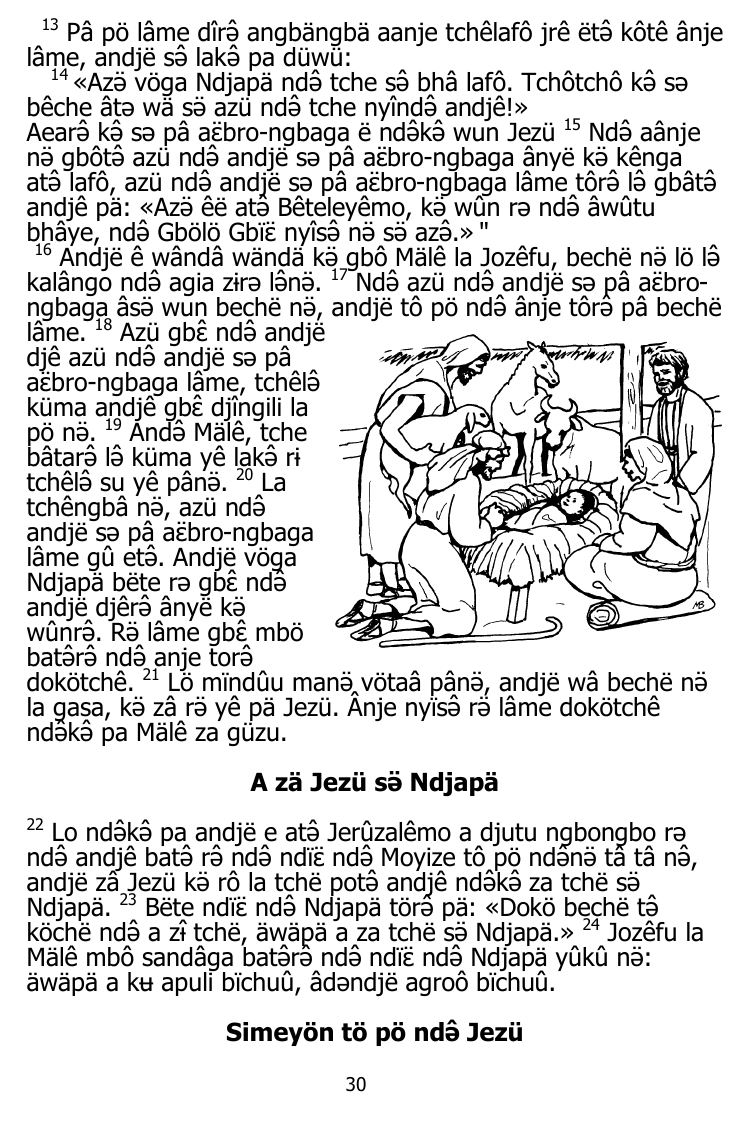 13 Pâ pö lâme dîrə̂ angbängbä aanje tchêlafô jrê ëtə̂ kôtê ânje
lâme, andjë sə̂ lakə̂ pa düwü:
14 «Azə̈ vöga Ndjapä ndə̂ tche sə̂ bhâ lafô. Tchôtchô kə̂ sə
bêche âtə wä sə̈ azü ndə̂ tche nyîndə̂ andjê!»
Aearə̂ kə̂ sə pâ aɛ̈bro-ngbaga ë ndə̂kə̂ wun Jezü 15 Ndə̂ aânje
nə̈ gbôtə̂ azü ndə̂ andjë sə pâ aɛ̈bro-ngbaga ânyë kə̈ kênga
atə̂ lafô, azü ndə̂ andjë sə pâ aɛ̈bro-ngbaga lâme tôrə̂ lə̂ gbâtə̂
andjê pä: «Azə̈ êë atə̂ Bêteleyêmo, kə̈ wûn rə ndə̂ âwûtu
bhâye, ndə̂ Gbölö Gbïɛ̈ nyîsə̂ nə̈ sə̈ azə̂.» "
16 Andjë ê wândâ wändä kə̈ gbô Mälê la Jozêfu, bechë nə̈ lö lə̂
kalângo ndə̂ agia zɨrə lə̂nə̈. 17 Ndə̂ azü ndə̂ andjë sə pâ aɛ̈bro-
ngbaga âsə̈ wun bechë nə̈, andjë tô pö ndə̂ ânje tôrə̂ pâ bechë
lâme. 18 Azü gbɛ̂ ndə̂ andjë
djê azü ndə̂ andjë sə pâ
aɛ̈bro-ngbaga lâme, tchêlə̂
küma andjê gbɛ̂ djîngili la
pö nə̈. 19 Andə̂ Mälê, tche
bâtarə̂ lə̂ küma yê lakə̂ rɨ
tchêlə̂ su yê pânə̈. 20 La
tchêngbâ nə̈, azü ndə̂
andjë sə pâ aɛ̈bro-ngbaga
lâme gû etə̂. Andjë vöga
Ndjapä bëte rə gbɛ̂ ndə̂
andjë djêrə̂ ânyë kə̈
wûnrə̂. Rə̈ lâme gbɛ̂ mbö
batə̂rə̂ ndə̂ anje torə̂
dokötchê. 21 Lö mïndûu manə̈ vötaâ pânə̈, andjë wâ bechë nə̈
la gasa, kə̈ zâ rə̈ yê pä Jezü. Ânje nyïsə̂ rə̈ lâme dokötchê
ndə̂kə̂ pa Mälê za güzu.
A zä Jezü sə̈ Ndjapä
22 Lo ndə̂kə̂ pa andjë e atə̂ Jerûzalêmo a djutu ngbongbo rə
ndə̂ andjê batə̂ rə̂ ndə̂ ndïɛ̈ ndə̂ Moyize tô pö ndə̂nə̈ tâ tâ nə̂,
andjë zâ Jezü kə̈ rô la tchë potə̂ andjê ndə̂kə̂ za tchë sə̈
Ndjapä. 23 Bëte ndïɛ̈ ndə̂ Ndjapä törə̂ pä: «Dokö bechë tə̂
köchë ndə̂ a zî tchë, äwäpä a za tchë sə̈ Ndjapä.» 24 Jozêfu la
Mälê mbô sandâga batə̂rə̂ ndə̂ ndïɛ̈ ndə̂ Ndjapä yûkû nə̈:
äwäpä a kʉ apuli bïchuû, âdəndjë agroô bïchuû.
Simeyön tö pö ndə̂ Jezü
30
MB